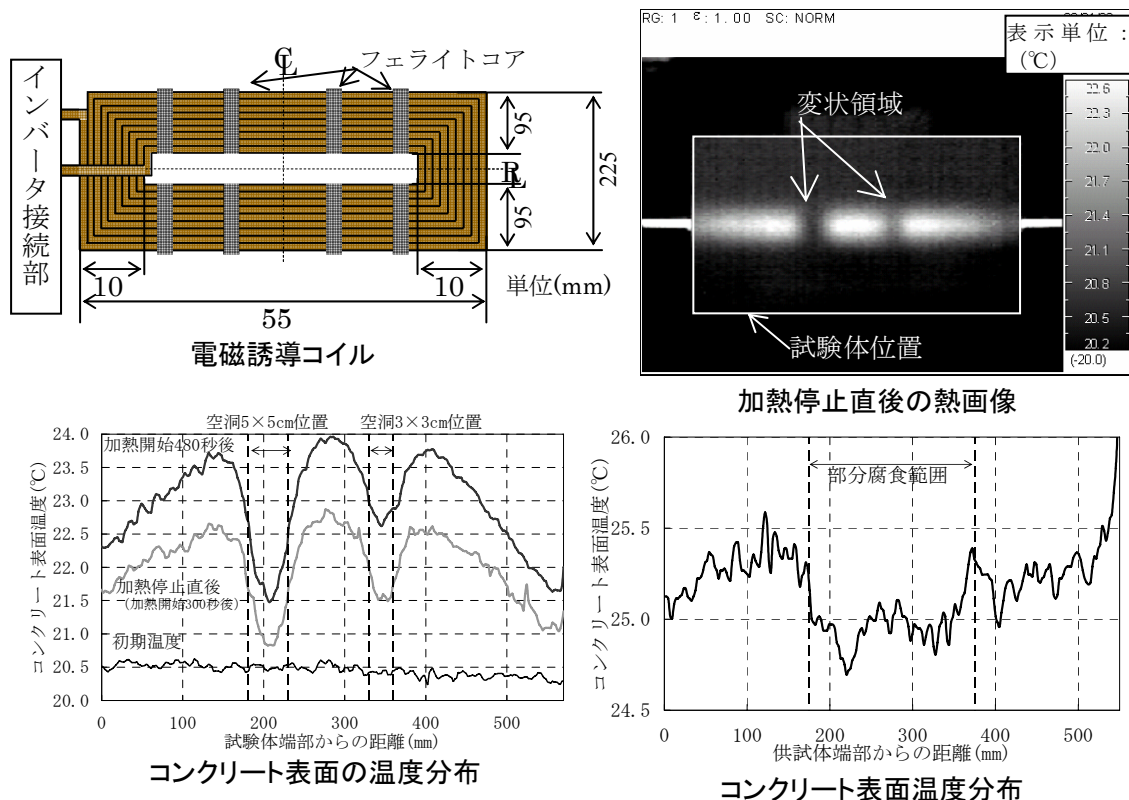 インバータ接続部
℄
フェライトコア
95
℄
95
225
10
10
単位(mm)
55
電磁誘導コイル
RG: 1 ε: 1.00 SC: NORM
表示単位:
(℃)
変状領域
試験体位置
22.6
22.3
22.0
21.7
21.4
21.1
20.8
20.5
20.2
(-20.0)
加熱停止直後の熱画像
空洞5×5cm位置
空洞3×3cm位置
コンクリート表面温度(℃)
24.0
23.5
23.0
22.5
22.0
21.5
21.0
20.5
20.0
加熱開始480秒後
加熱停止直後
(加熱開始300秒後)
初期温度
0 100 200 300 400 500
試験体端部からの距離(mm)
コンクリート表面の温度分布
コンクリート表面温度(℃)
26.0
25.5
25.0
24.5
部分腐食範囲
0 100 200 300 400 500
供試体端部からの距離(mm)
コンクリート表面温度分布